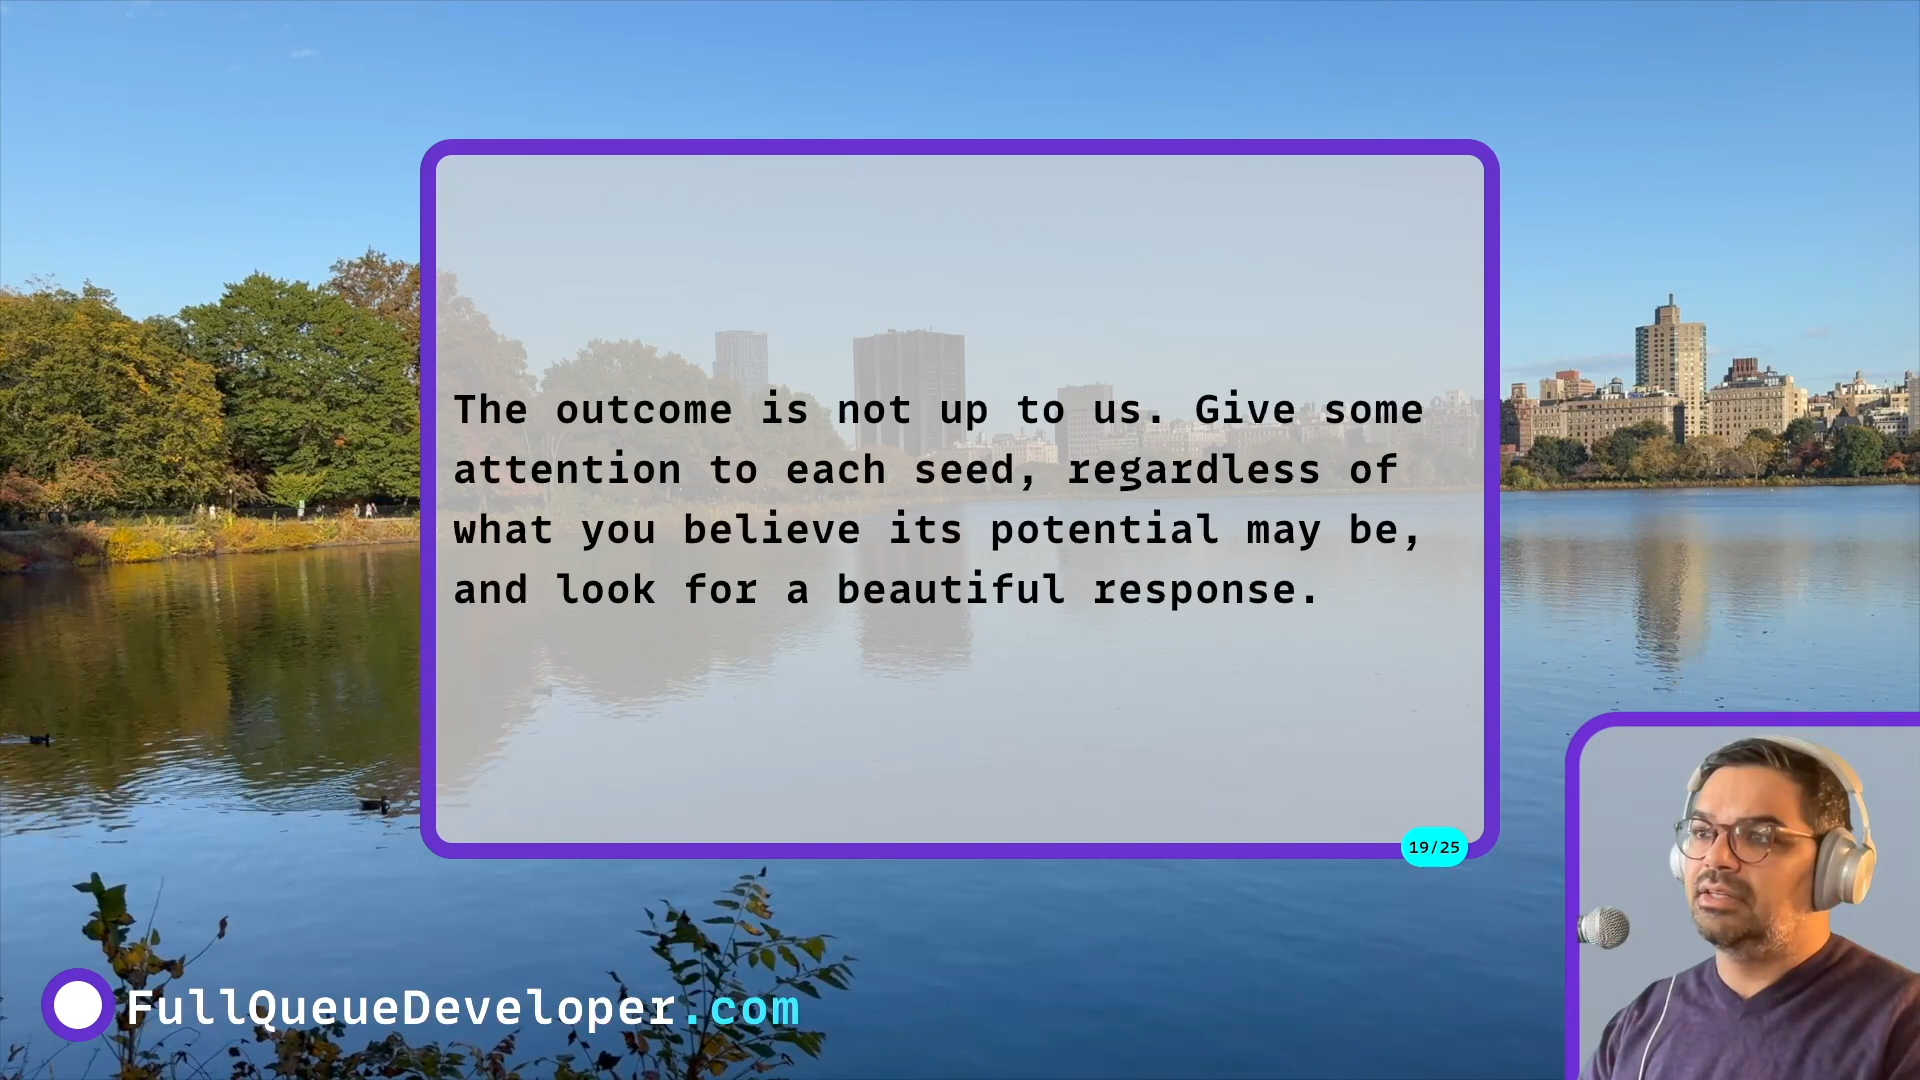 The outcome is not up to us. Give some
attention to each seed, regardless of
what you believe its potential may be,
and look for a beautiful response.
19/25
FullQueueDeveloper.com